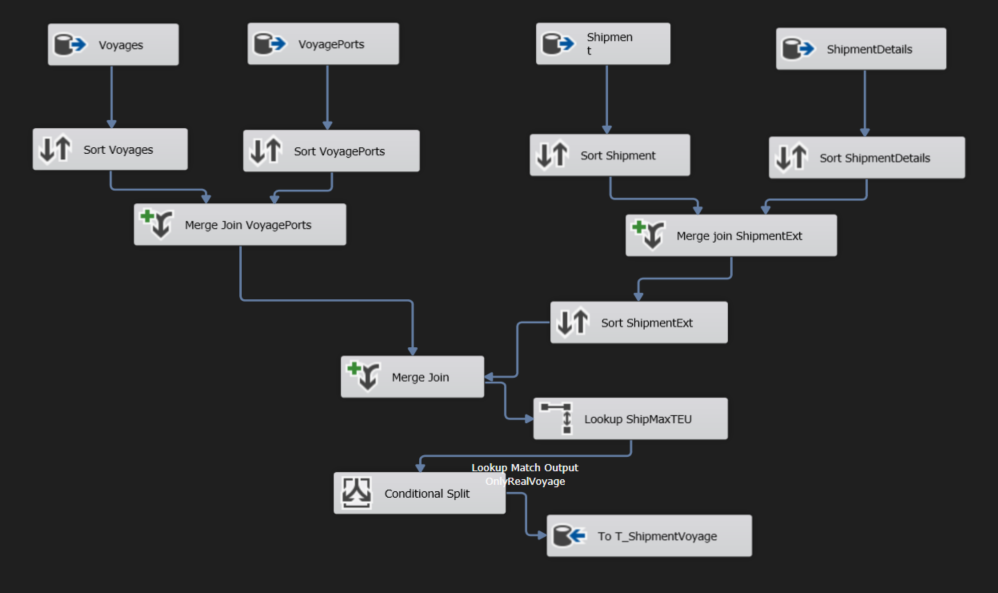 Voyages
VoyagePorts
Shipmen
t
ShipmentDetails
Sort Voyages
Sort VoyagePorts
Sort Shipment
Sort ShipmentDetails
Merge Join VoyagePorts
Merge join ShipmentExt
Sort ShipmentExt
Merge Join
Lookup ShipMaxTEU
Lookup Match Output
OnlyRealVoyage
Conditional Split
To T_ShipmentVoyage